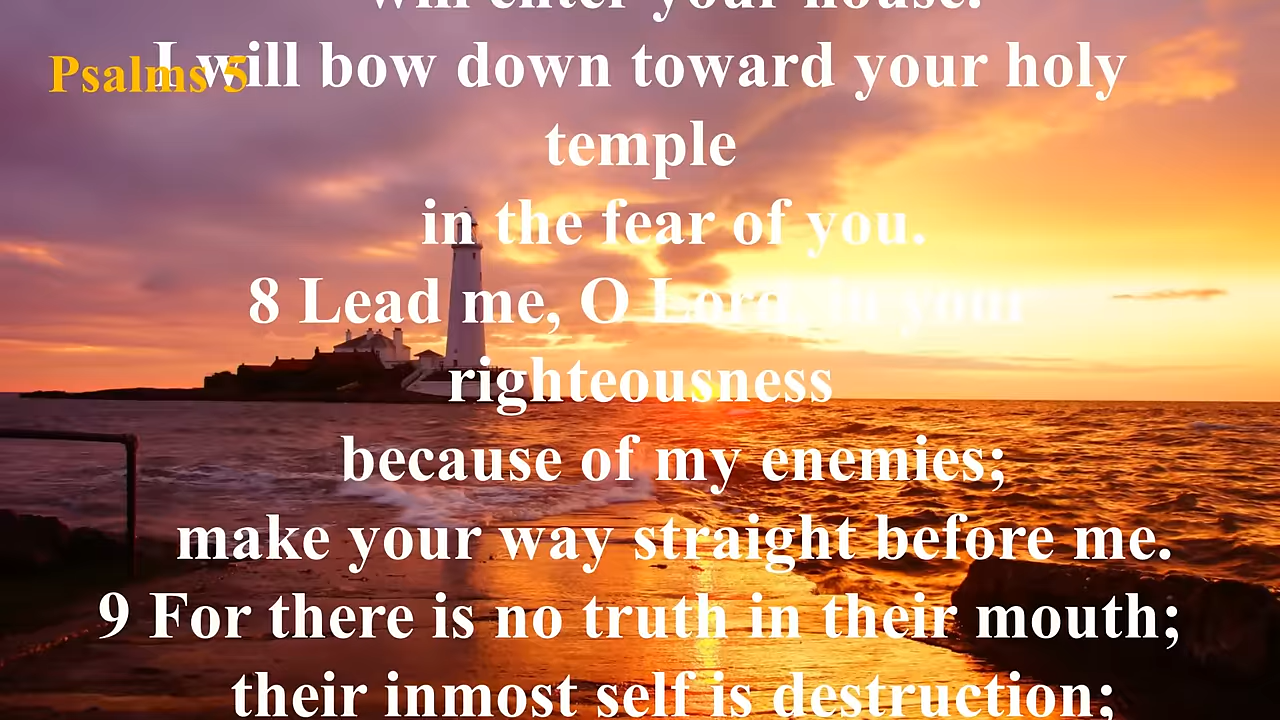 will enter your house.
Psalms 5
I will bow down toward your holy
temple
in the fear of you.
8 Lead me, O Lord, in your
righteousness
because of my enemies;
make your way straight before me.
9 For there is no truth in their mouth;
their inmost self is destruction;